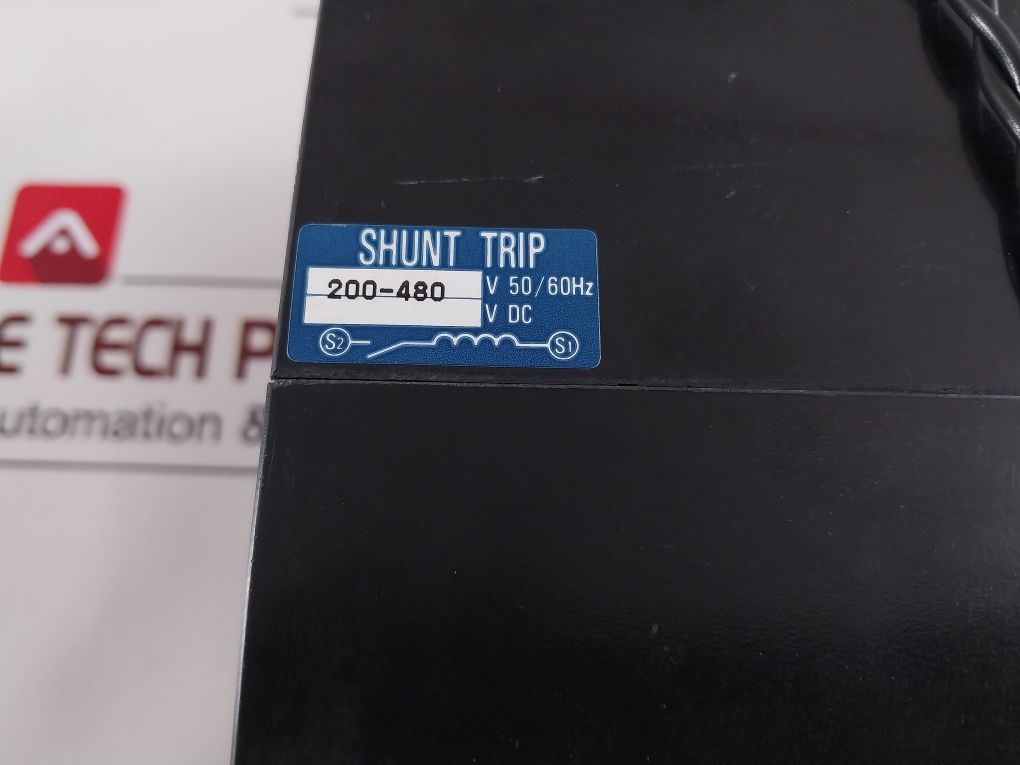 SHUNT TRIP
200-480 V 50/60Hz
V DC
S2 S1
E TECH P
utomation &